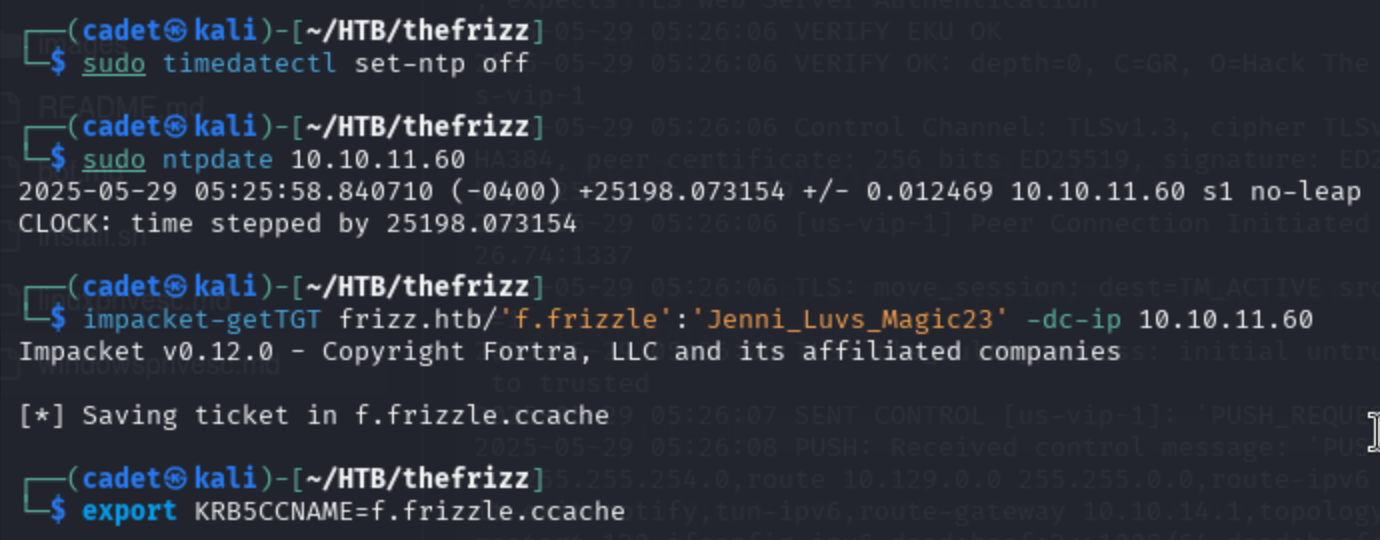 ┌──(cadet㉿kali)-[~/HTB/thefrizz]
└─$ sudo timedatectl set-ntp off
┌──(cadet㉿kali)-[~/HTB/thefrizz]
└─$ sudo ntpdate 10.10.11.60
2025-05-29 05:25:58.840710 (-0400) +25198.073154 +/- 0.012469 10.10.11.60 s1 no-leap
CLOCK: time stepped by 25198.073154
┌──(cadet㉿kali)-[~/HTB/thefrizz]
└─$ impacket-getTGT frizz.htb/'f.frizzle':'Jenni_Luvs_Magic23' -dc-ip 10.10.11.60
Impacket v0.12.0 - Copyright Fortra, LLC and its affiliated companies
[*] Saving ticket in f.frizzle.ccache
┌──(cadet㉿kali)-[~/HTB/thefrizz]
└─$ export KRB5CCNAME=f.frizzle.ccache